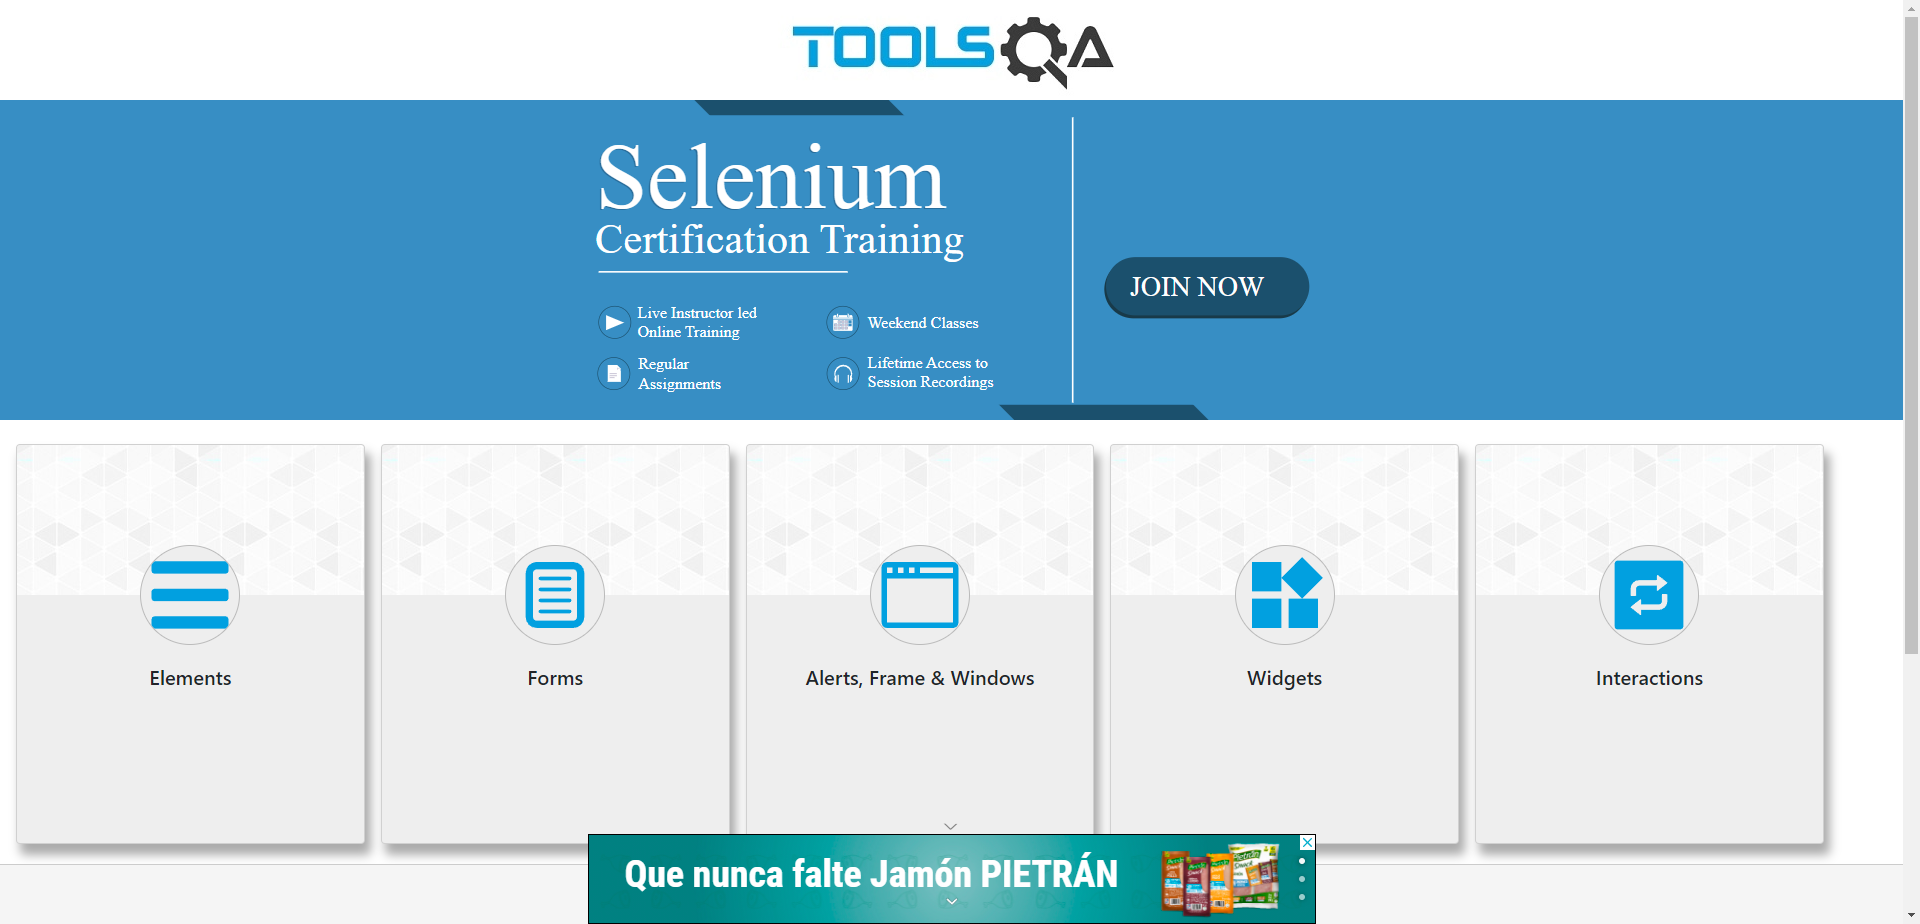 TOOLSQA
Selenium
Certification Training
JOIN NOW
Live Instructor led
Online Training
Weekend Classes
Regular
Assignments
Lifetime Access to
Session Recordings
Elements
Forms
Alerts, Frame & Windows
Widgets
Interactions
Que nunca falte Jamón PIETRÁN